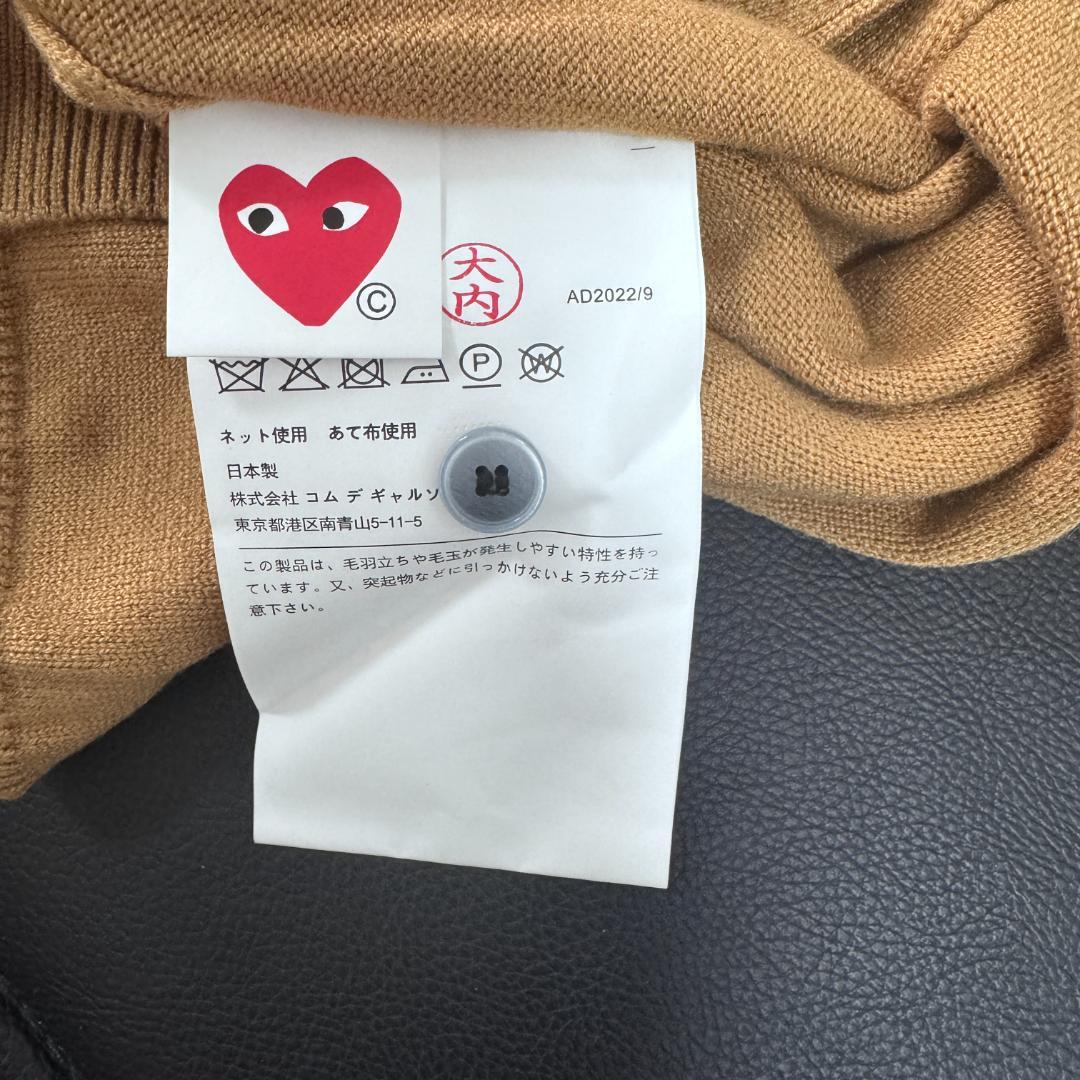 ©
大
内
AD2022/9
P W
ネット使用 あて布使用
日本製
株式会社 コム デ ギャルソ
東京都港区南青山5-11-5
この製品は、毛羽立ちや毛玉が発生しやすい特性を持っ
ています。又、突起物などに引っかけないよう充分ご注
意下さい。